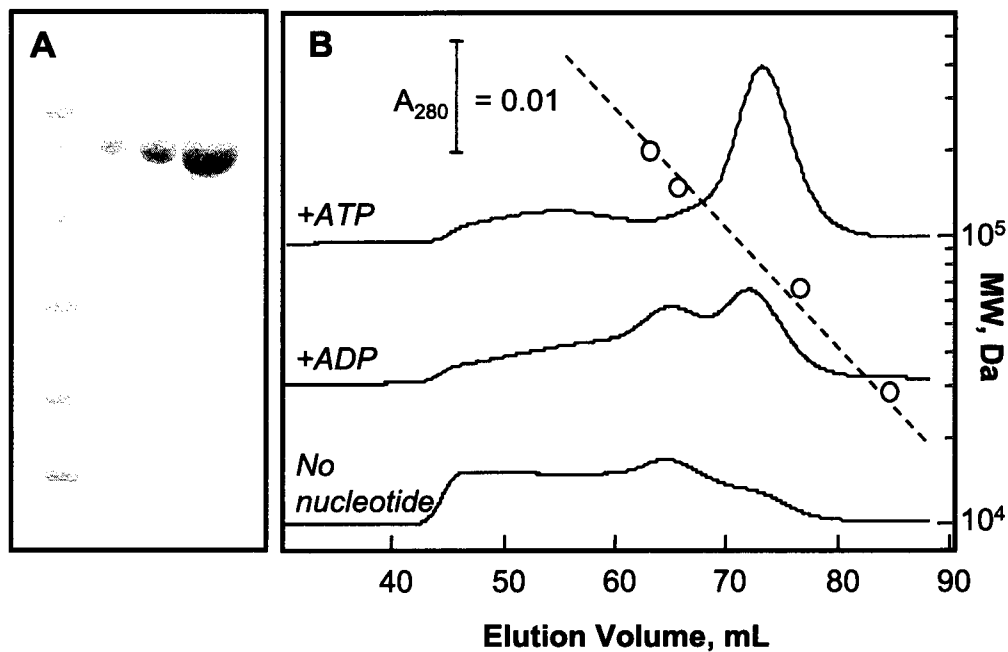 A
B
A₂₈₀ = 0.01
+ATP
+ADP
No
nucleotide
10⁵
10⁴
MW, Da
40 50 60 70 80 90
Elution Volume, mL